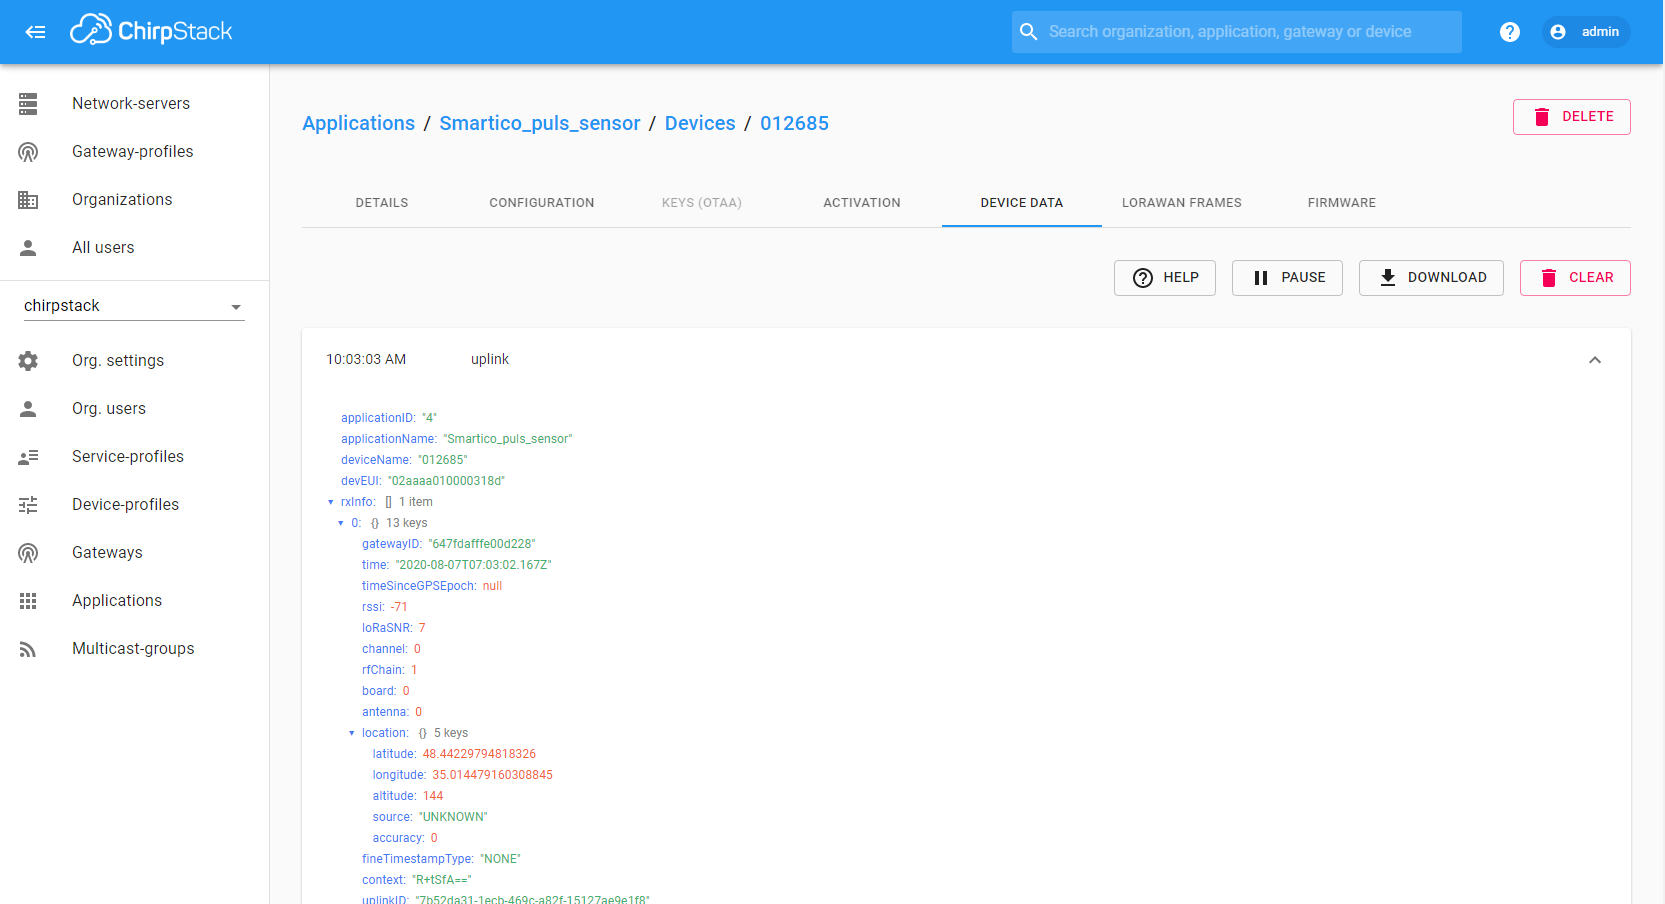 ChirpStack
Search organization, application, gateway or device
? admin
Network-servers
Gateway-profiles
Organizations
All users
chirpstack
Org. settings
Org. users
Service-profiles
Device-profiles
Gateways
Applications
Multicast-groups
Applications / Smartico_puls_sensor / Devices / 012685
DELETE
DETAILS CONFIGURATION KEYS (OTAA) ACTIVATION DEVICE DATA LORAWAN FRAMES FIRMWARE
? HELP PAUSE DOWNLOAD CLEAR
10:03:03 AM uplink
applicationID: "4"
applicationName: "Smartico_puls_sensor"
deviceName: "012685"
devEUI: "02aaaa010000318d"
rxInfo: [] 1 item
0: {} 13 keys
gatewayID: "647fdafffe00d228"
time: "2020-08-07T07:03:02.167Z"
timeSinceGPSEpoch: null
rssi: -71
loRaSNR: 7
channel: 0
rfChain: 1
board: 0
antenna: 0
location: {} 5 keys
latitude: 48.44229794818326
longitude: 35.014479160308845
altitude: 144
source: "UNKNOWN"
accuracy: 0
fineTimestampType: "NONE"
context: "R+tSfA=="
uplinkID: "7b52da31-1ecb-469c-a82f-15127ae9e1f8"